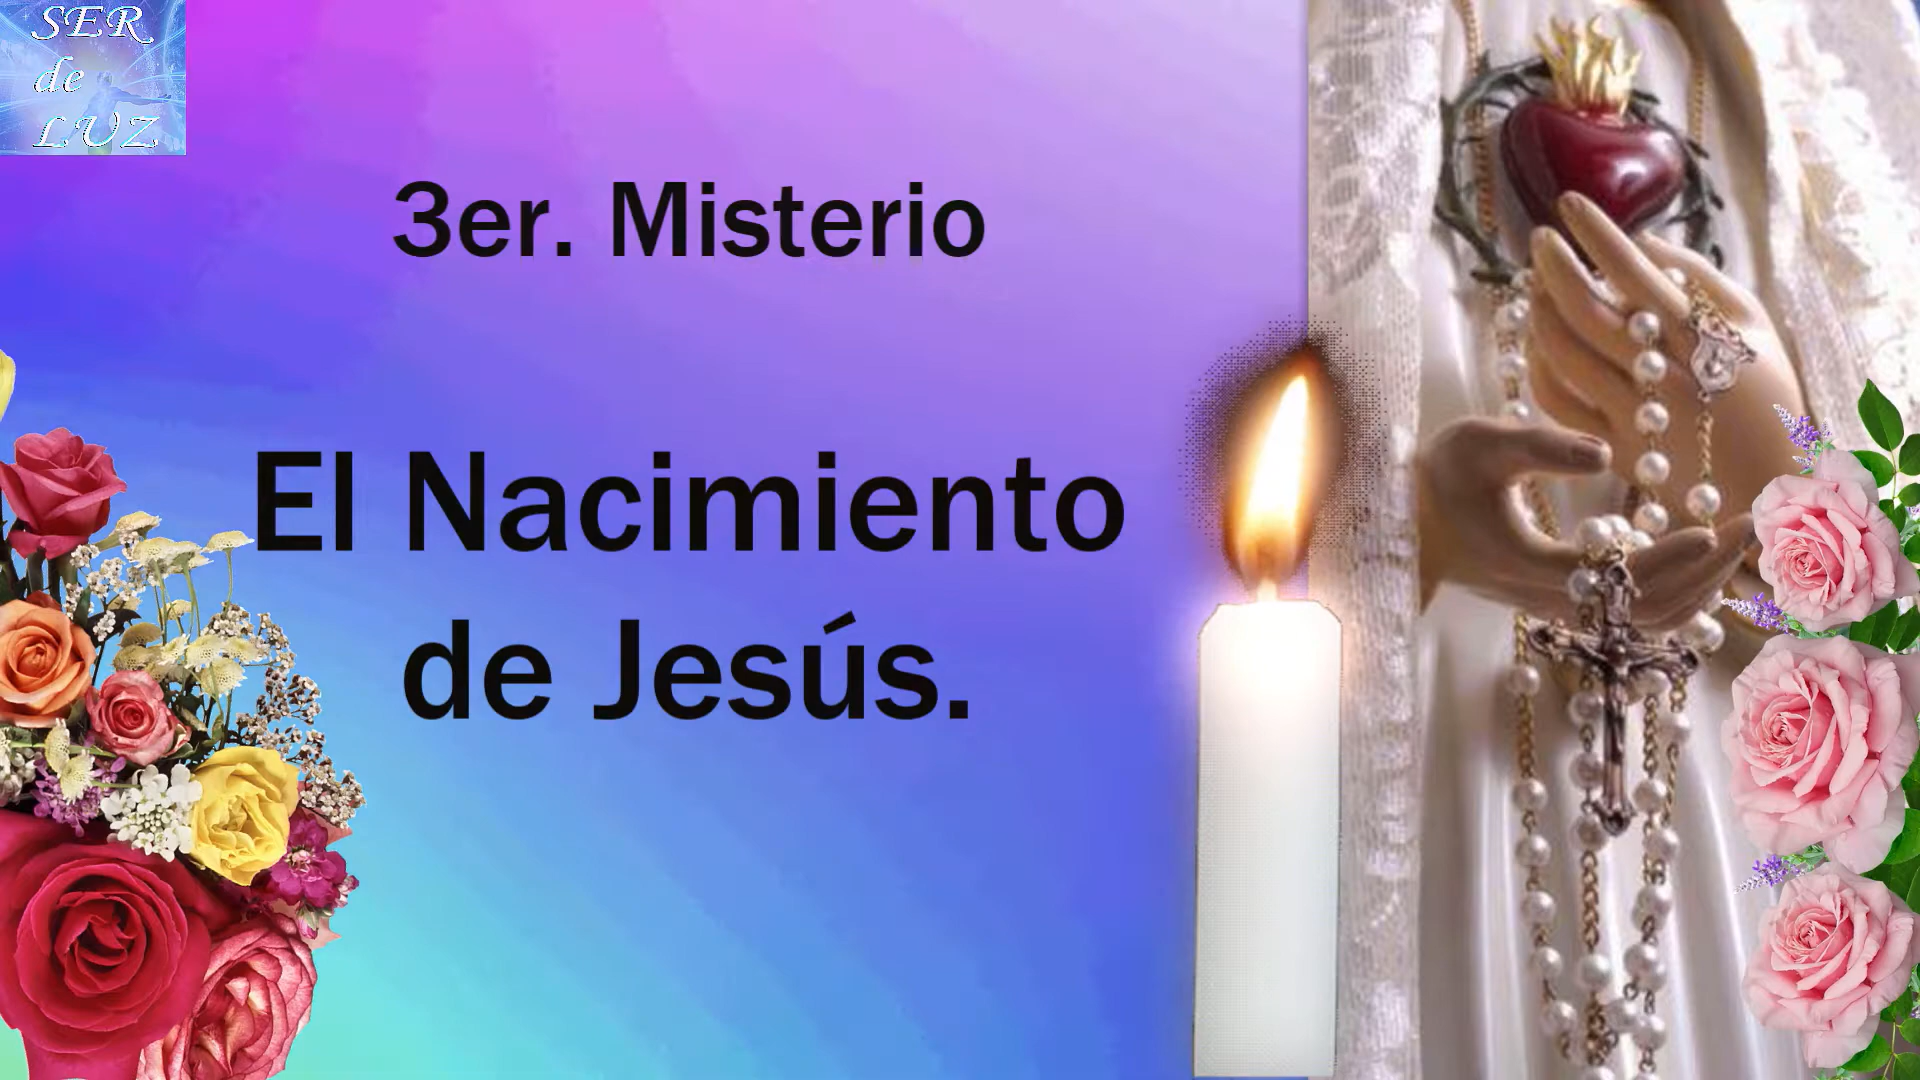 SER
de
LUZ
3er. Misterio
El Nacimiento
de Jesús.